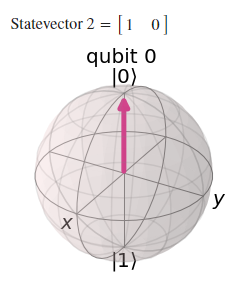 Statevector 2 = [1 0]
qubit 0
|0⟩
x
y
|1⟩